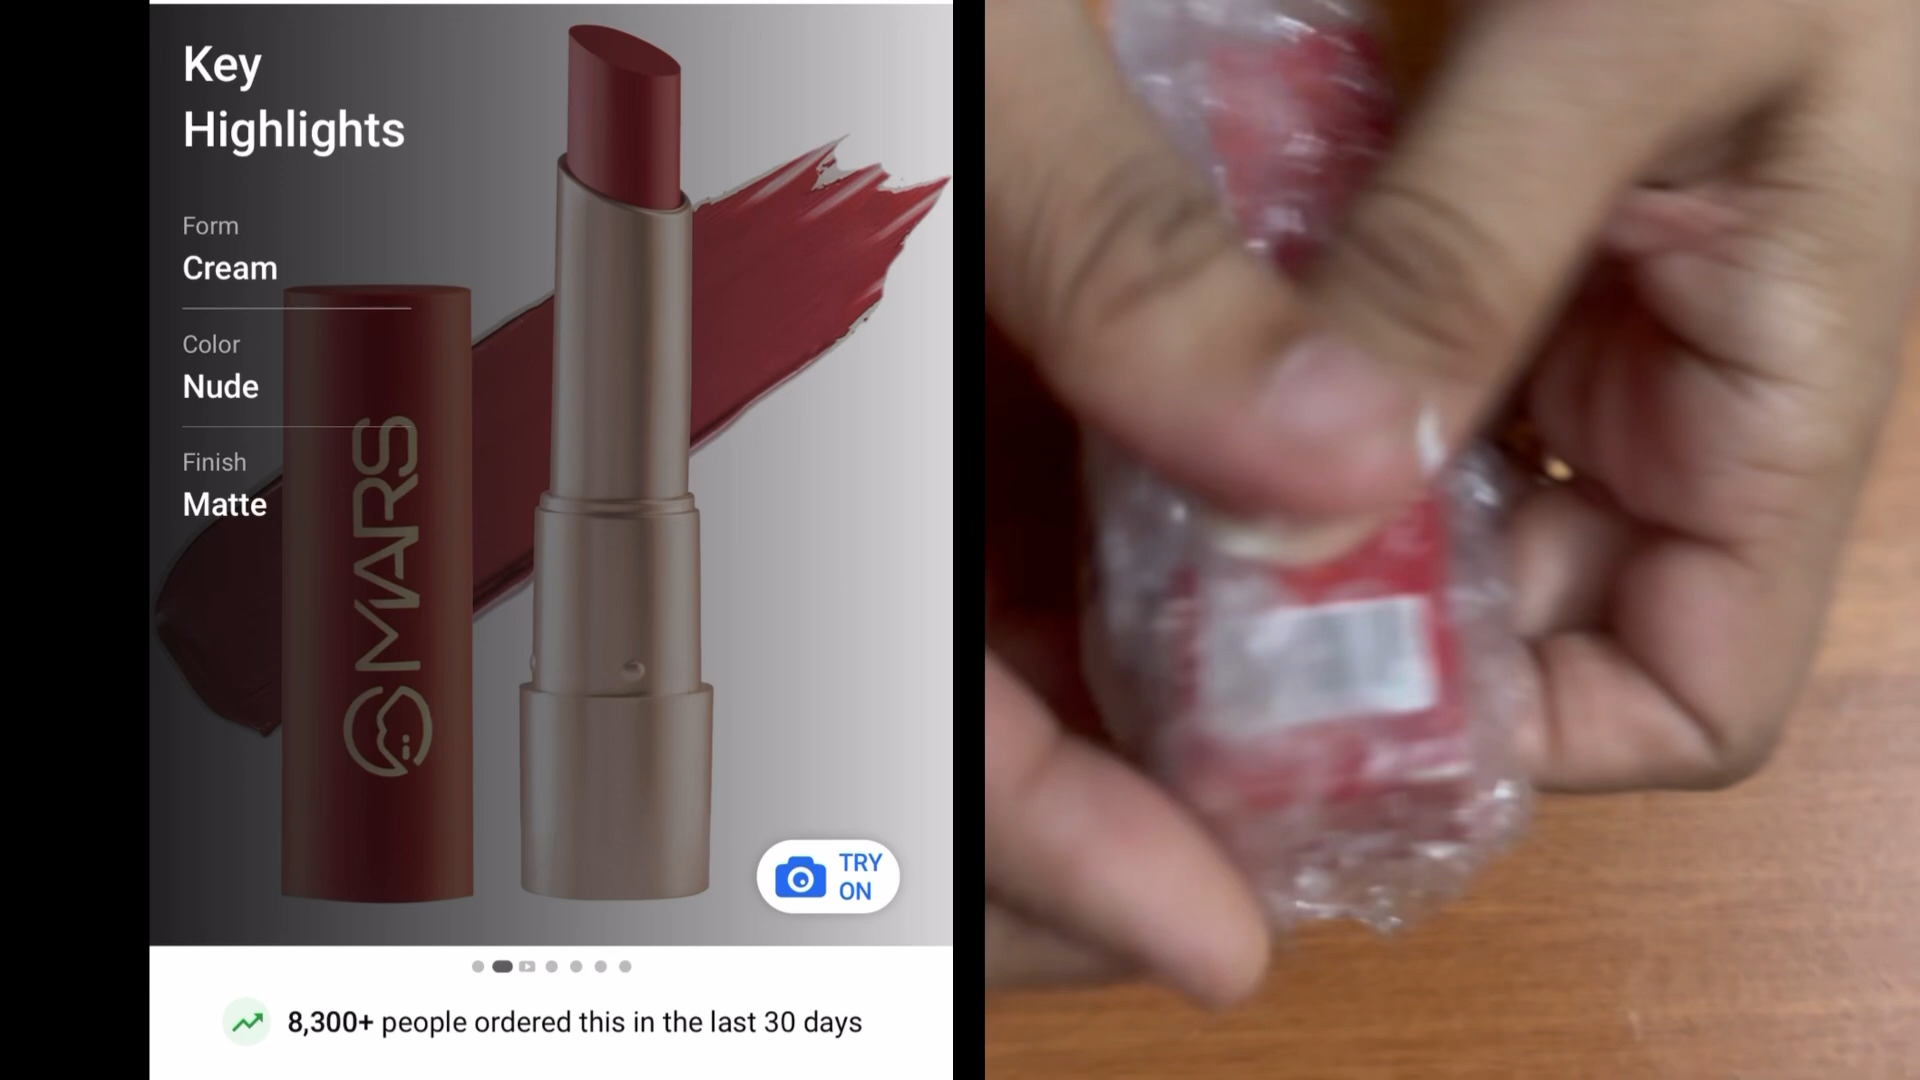 Key
Highlights
Form
Cream
Color
Nude
Finish
Matte
MARS
TRY
ON
8,300+ people ordered this in the last 30 days